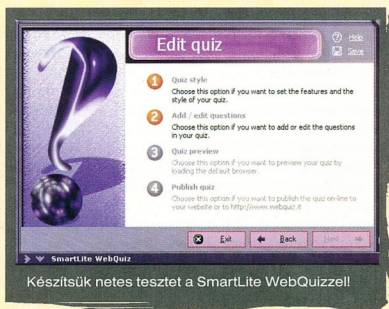 Edit quiz
Help
Save
1 Quiz style
Choose this option if you want to set the features and the
style of your quiz.
2 Add / edit questions
Choose this option if you want to add or edit the questions
in your quiz.
3 Quiz preview
Choose this option if you want to preview your quiz by
loading the default browser.
4 Publish quiz
Choose this option if you want to publish the quiz on-line to
your website or to http://www.webquiz.it
Exit
Back
Next
SmartLite WebQuiz
Készítsük netes tesztet a SmartLite WebQuizzel!